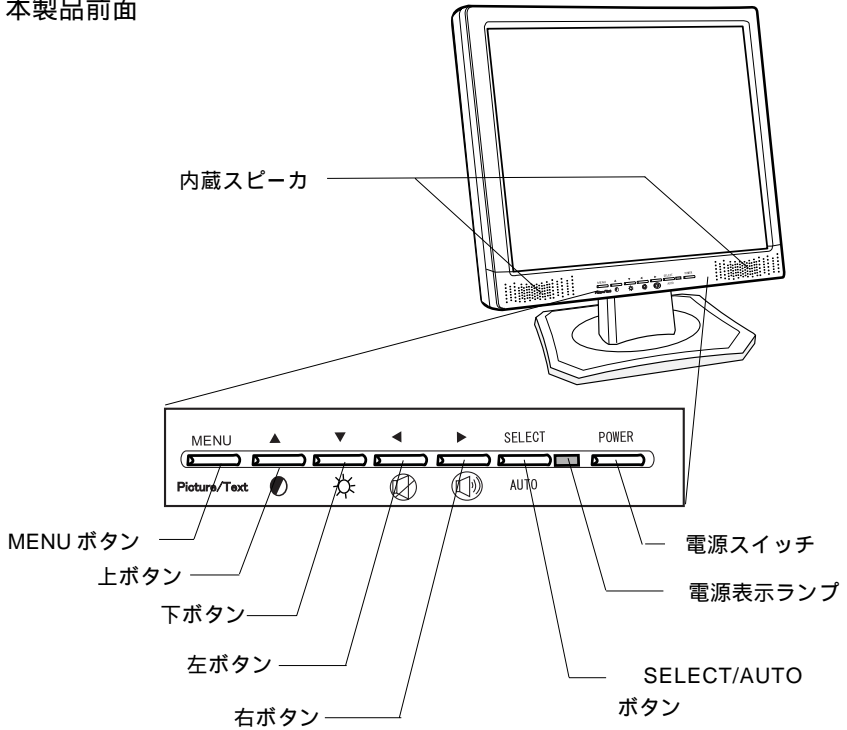 本製品前面
内蔵スピーカ
MENU ▲ ▼ ◀ ▶ SELECT POWER
Picture/Text AUTO
MENU ボタン
上ボタン
下ボタン
左ボタン
右ボタン
電源スイッチ
電源表示ランプ
SELECT/AUTO
ボタン